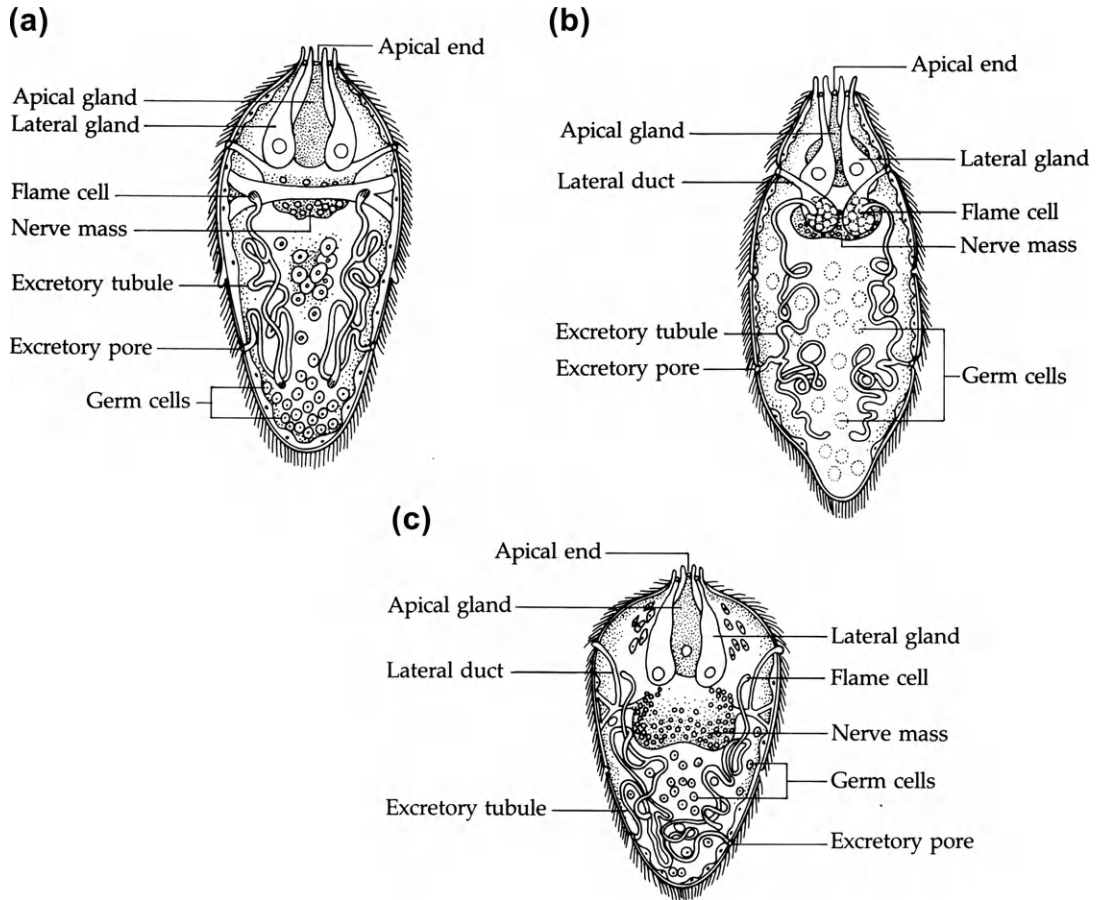 (a)
Apical end
Apical gland
Lateral gland
Flame cell
Nerve mass
Excretory tubule
Excretory pore
Germ cells
(b)
Apical end
Apical gland
Lateral gland
Lateral duct
Flame cell
Nerve mass
Excretory tubule
Excretory pore
Germ cells
(c)
Apical end
Apical gland
Lateral gland
Lateral duct
Flame cell
Nerve mass
Germ cells
Excretory tubule
Excretory pore